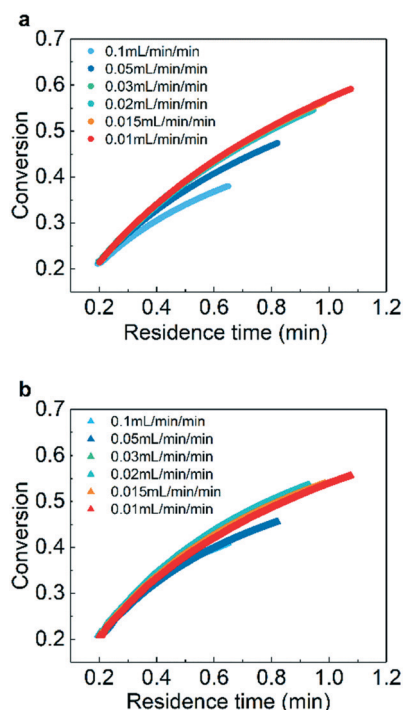 a
0.7
0.6
0.5
0.4
0.3
0.2
Conversion
0.1mL/min/min
0.05mL/min/min
0.03mL/min/min
0.02mL/min/min
0.015mL/min/min
0.01mL/min/min
0.2 0.4 0.6 0.8 1.0 1.2
Residence time (min)
b
0.7
0.6
0.5
0.4
0.3
0.2
Conversion
0.1mL/min/min
0.05mL/min/min
0.03mL/min/min
0.02mL/min/min
0.015mL/min/min
0.01mL/min/min
0.2 0.4 0.6 0.8 1.0 1.2
Residence time (min)